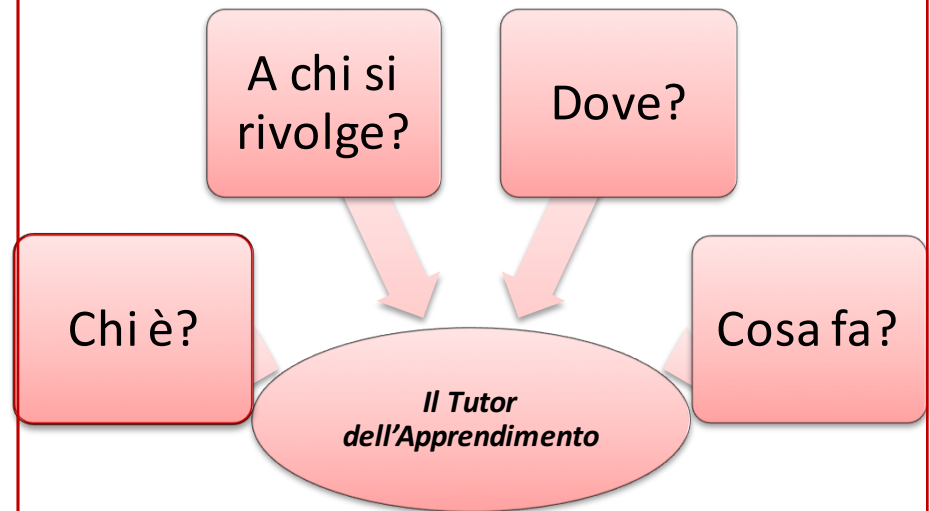 A chi si
rivolge?
Dove?
Chi è?
Cosa fa?
Il Tutor
dell’Apprendimento